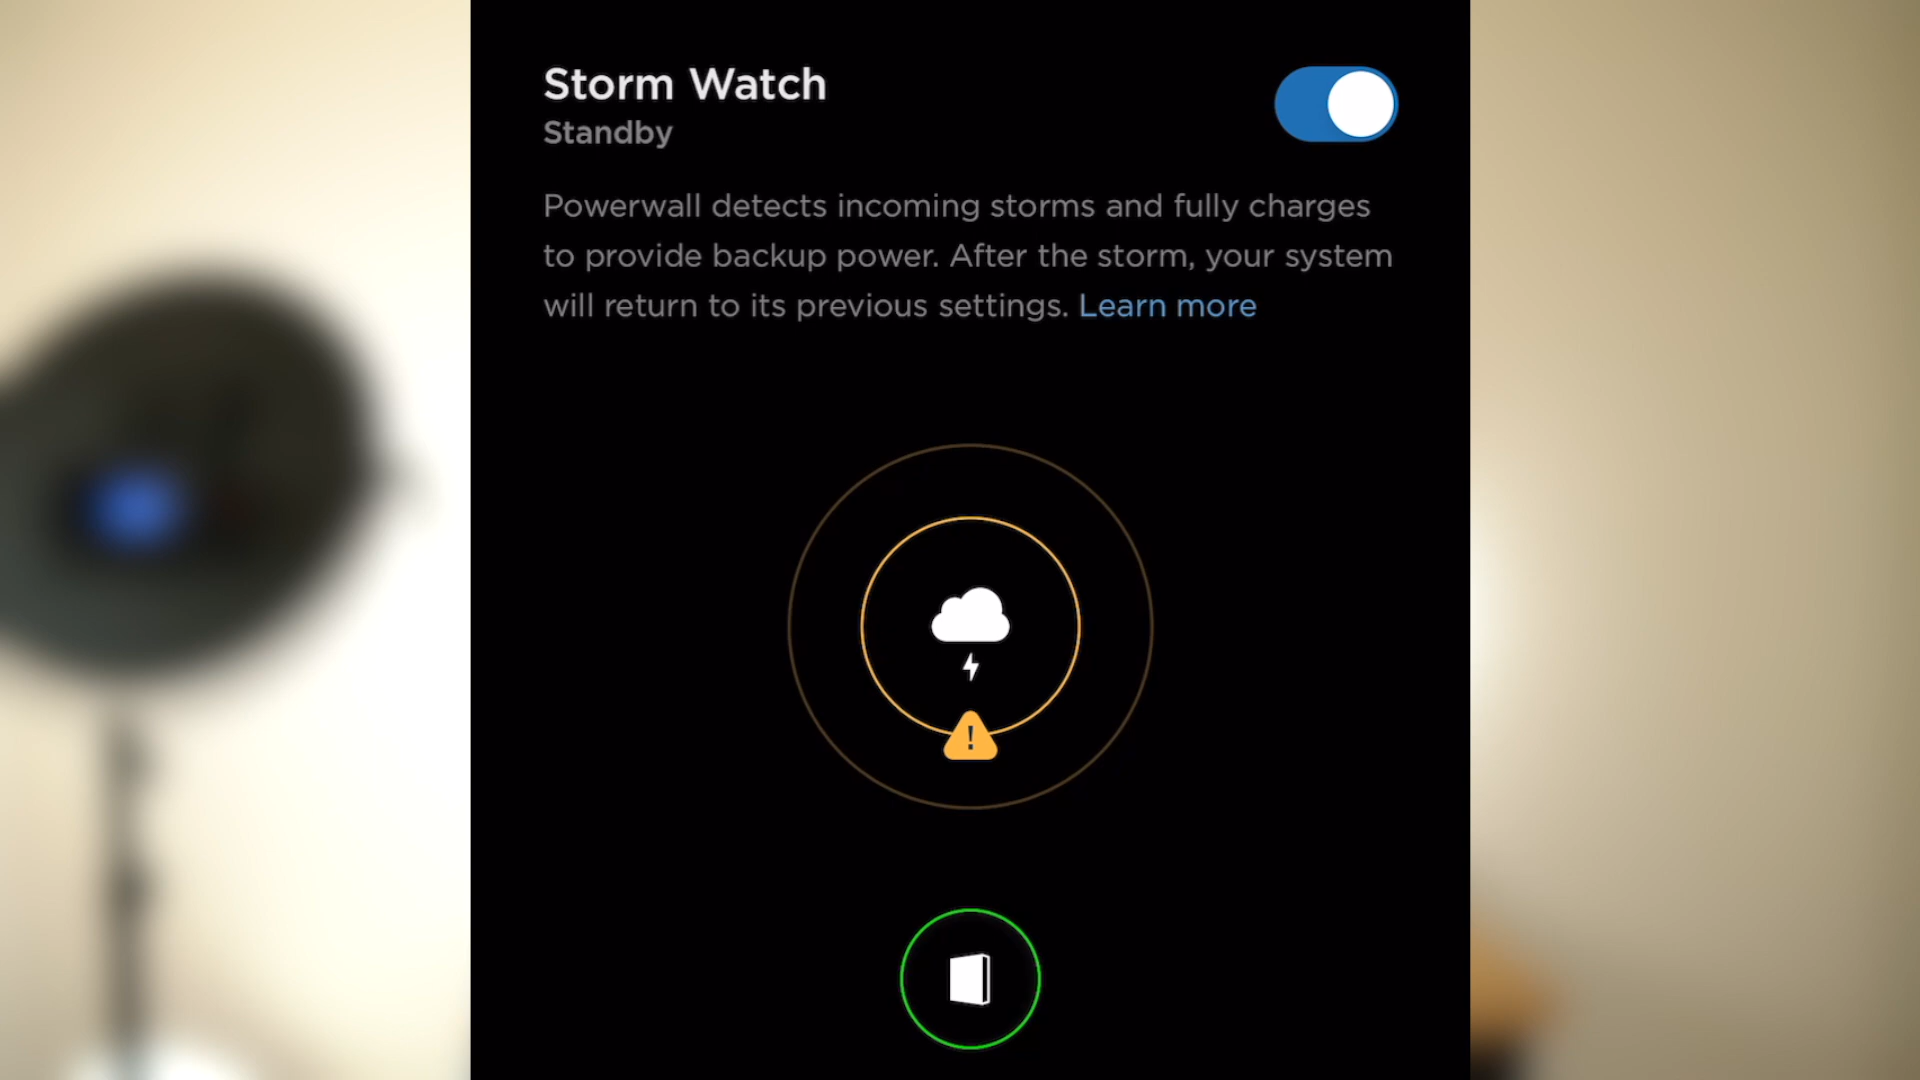 Storm Watch
Standby
Powerwall detects incoming storms and fully charges
to provide backup power. After the storm, your system
will return to its previous settings. Learn more
!